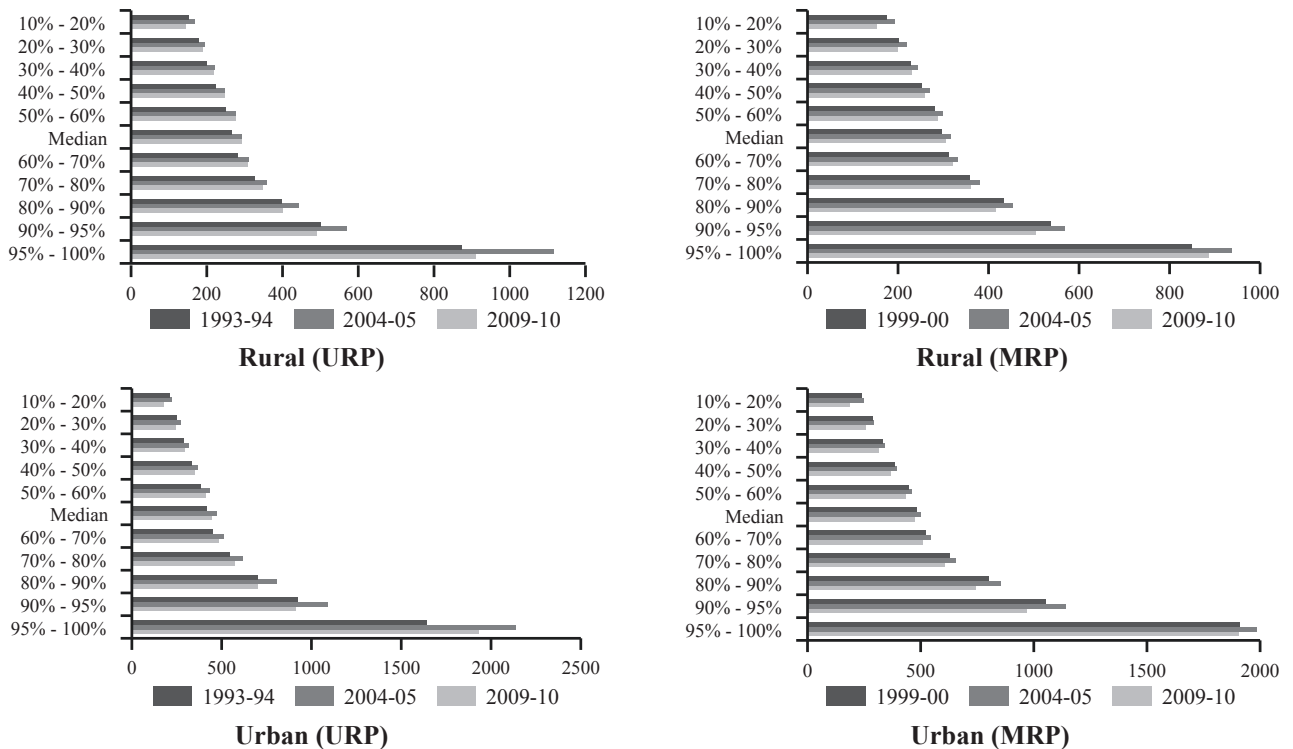 10% - 20%
20% - 30%
30% - 40%
40% - 50%
50% - 60%
Median
60% - 70%
70% - 80%
80% - 90%
90% - 95%
95% - 100%
0 200 400 600 800 1000 1200
1993-94 2004-05 2009-10
Rural (URP)
10% - 20%
20% - 30%
30% - 40%
40% - 50%
50% - 60%
Median
60% - 70%
70% - 80%
80% - 90%
90% - 95%
95% - 100%
0 200 400 600 800 1000
1999-00 2004-05 2009-10
Rural (MRP)
10% - 20%
20% - 30%
30% - 40%
40% - 50%
50% - 60%
Median
60% - 70%
70% - 80%
80% - 90%
90% - 95%
95% - 100%
0 500 1000 1500 2000 2500
1993-94 2004-05 2009-10
Urban (URP)
10% - 20%
20% - 30%
30% - 40%
40% - 50%
50% - 60%
Median
60% - 70%
70% - 80%
80% - 90%
90% - 95%
95% - 100%
0 500 1000 1500 2000
1999-00 2004-05 2009-10
Urban (MRP)